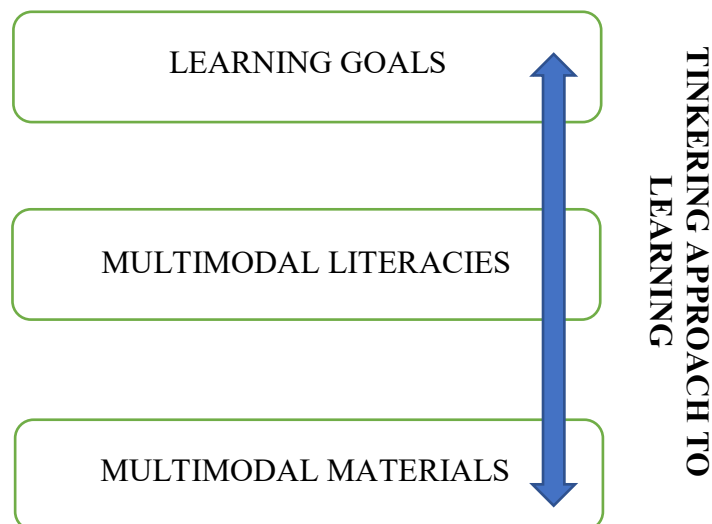 LEARNING GOALS
MULTIMODAL LITERACIES
MULTIMODAL MATERIALS
TINKERING APPROACH TO
LEARNING